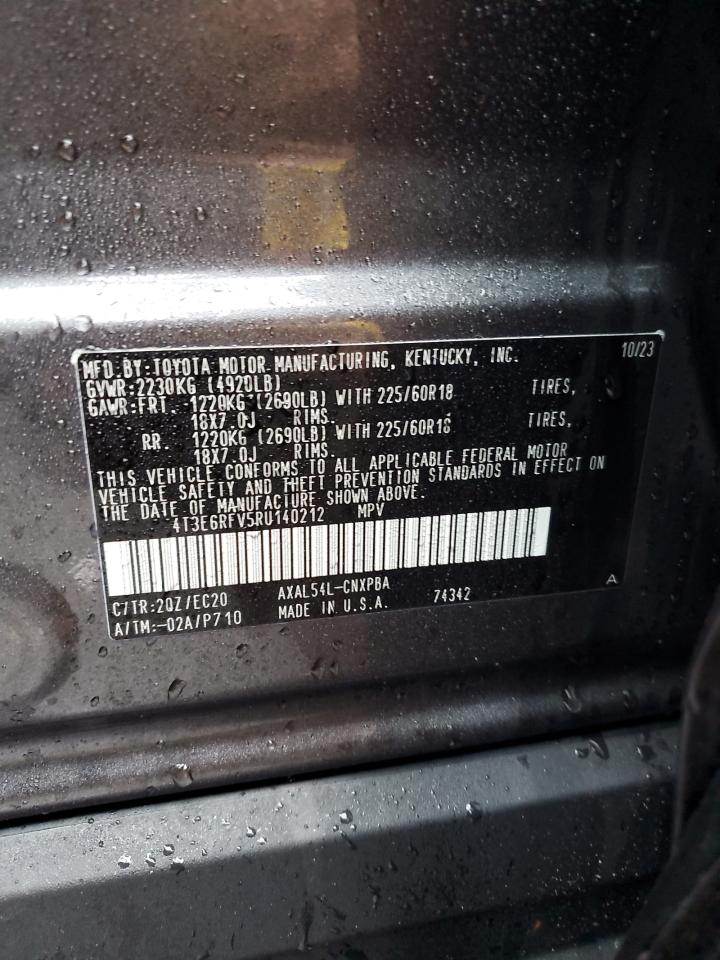 MFD.BY:TOYOTA MOTOR MANUFACTURING, KENTUCKY, INC. 10/23
GVWR:2230KG (4920LB)
GAWR:FRT 1220KG (2690LB) WITH 225/60R18 TIRES,
18X7.0J RIMS.
RR 1220KG (2690LB) WITH 225/60R18 TIRES,
18X7.0J RIMS.
THIS VEHICLE CONFORMS TO ALL APPLICABLE FEDERAL MOTOR
VEHICLE SAFETY AND THEFT PREVENTION STANDARDS IN EFFECT ON
THE DATE OF MANUFACTURE SHOWN ABOVE.
4T3E6RFV5RU140212 MPV
C/TR:2QZ/EC20 AXAL54L-CNXPBA 74342 A
A/TM:-02A/P710 MADE IN U.S.A.